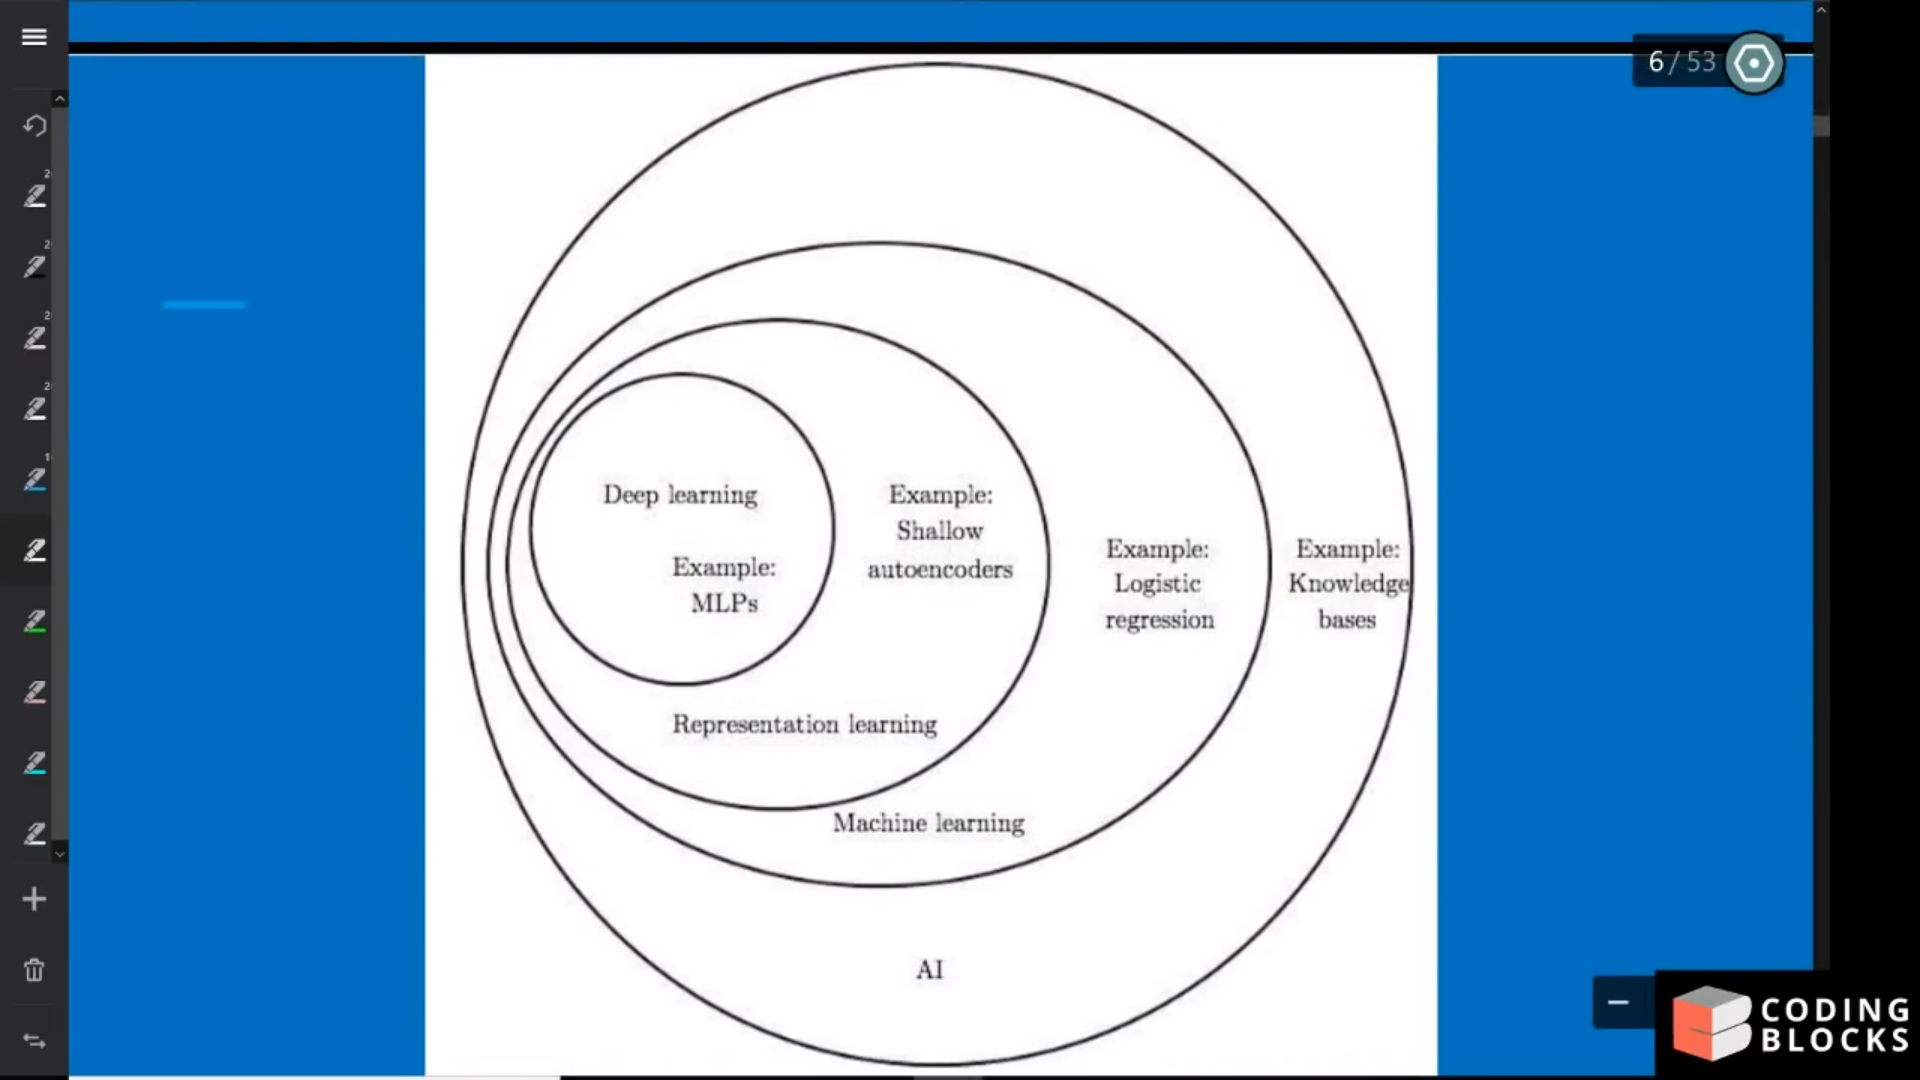 6 / 53
Deep learning
Example:
MLPs
Example:
Shallow
autoencoders
Example:
Logistic
regression
Example:
Knowledge
bases
Representation learning
Machine learning
AI
CODING
BLOCKS